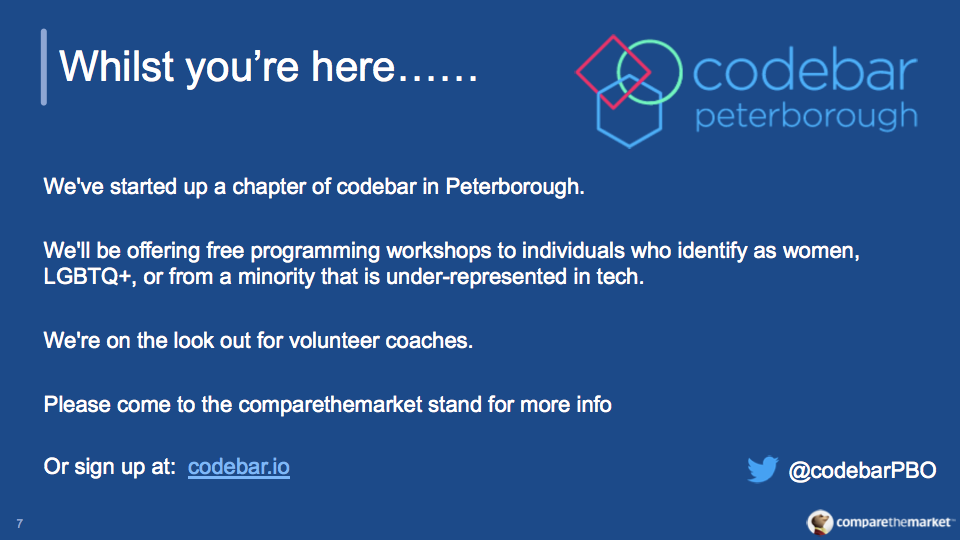 Whilst you’re here……
codebar
peterborough
We've started up a chapter of codebar in Peterborough.
We'll be offering free programming workshops to individuals who identify as women,
LGBTQ+, or from a minority that is under-represented in tech.
We're on the look out for volunteer coaches.
Please come to the comparethemarket stand for more info
Or sign up at: codebar.io
@codebarPBO
7
comparethemarket™